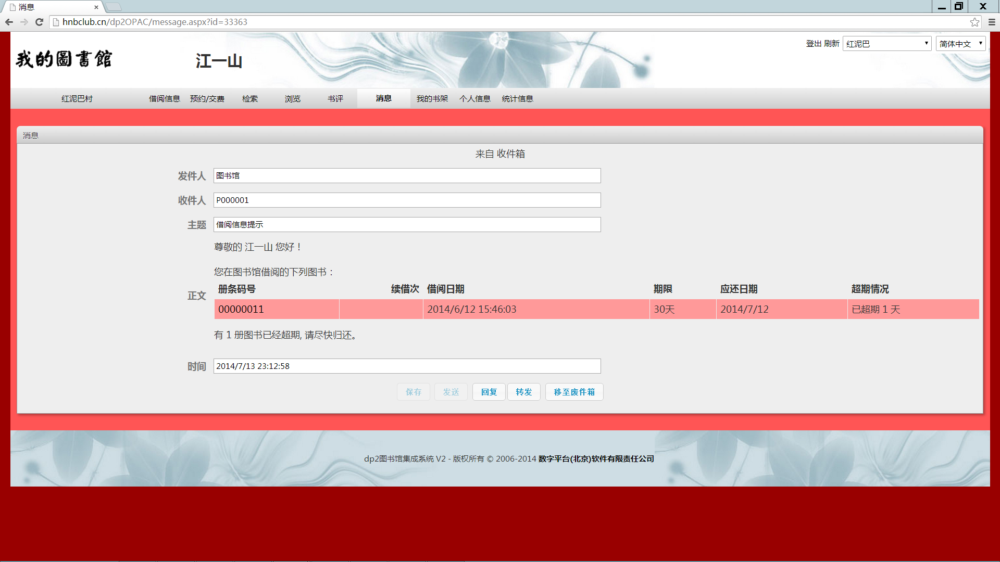 消息
hnbclub.cn/dp2OPAC/message.aspx?id=33363
我的圖書館
江一山
登出 刷新 红泥巴 简体中文
红泥巴村 借阅信息 预约/交费 检索 浏览 书评 消息 我的书架 个人信息 统计信息
消息
来自 收件箱
发件人 图书馆
收件人 P000001
主题 借阅信息提示
尊敬的 江一山 您好！
您在图书馆借阅的下列图书：
正文
册条码号 续借次 借阅日期 期限 应还日期 超期情况
00000011 2014/6/12 15:46:03 30天 2014/7/12 已超期 1 天
有 1 册图书已经超期, 请尽快归还。
时间 2014/7/13 23:12:58
保存 发送 回复 转发 移至废件箱
dp2图书馆集成系统 V2 - 版权所有 © 2006-2014 数字平台(北京)软件有限责任公司